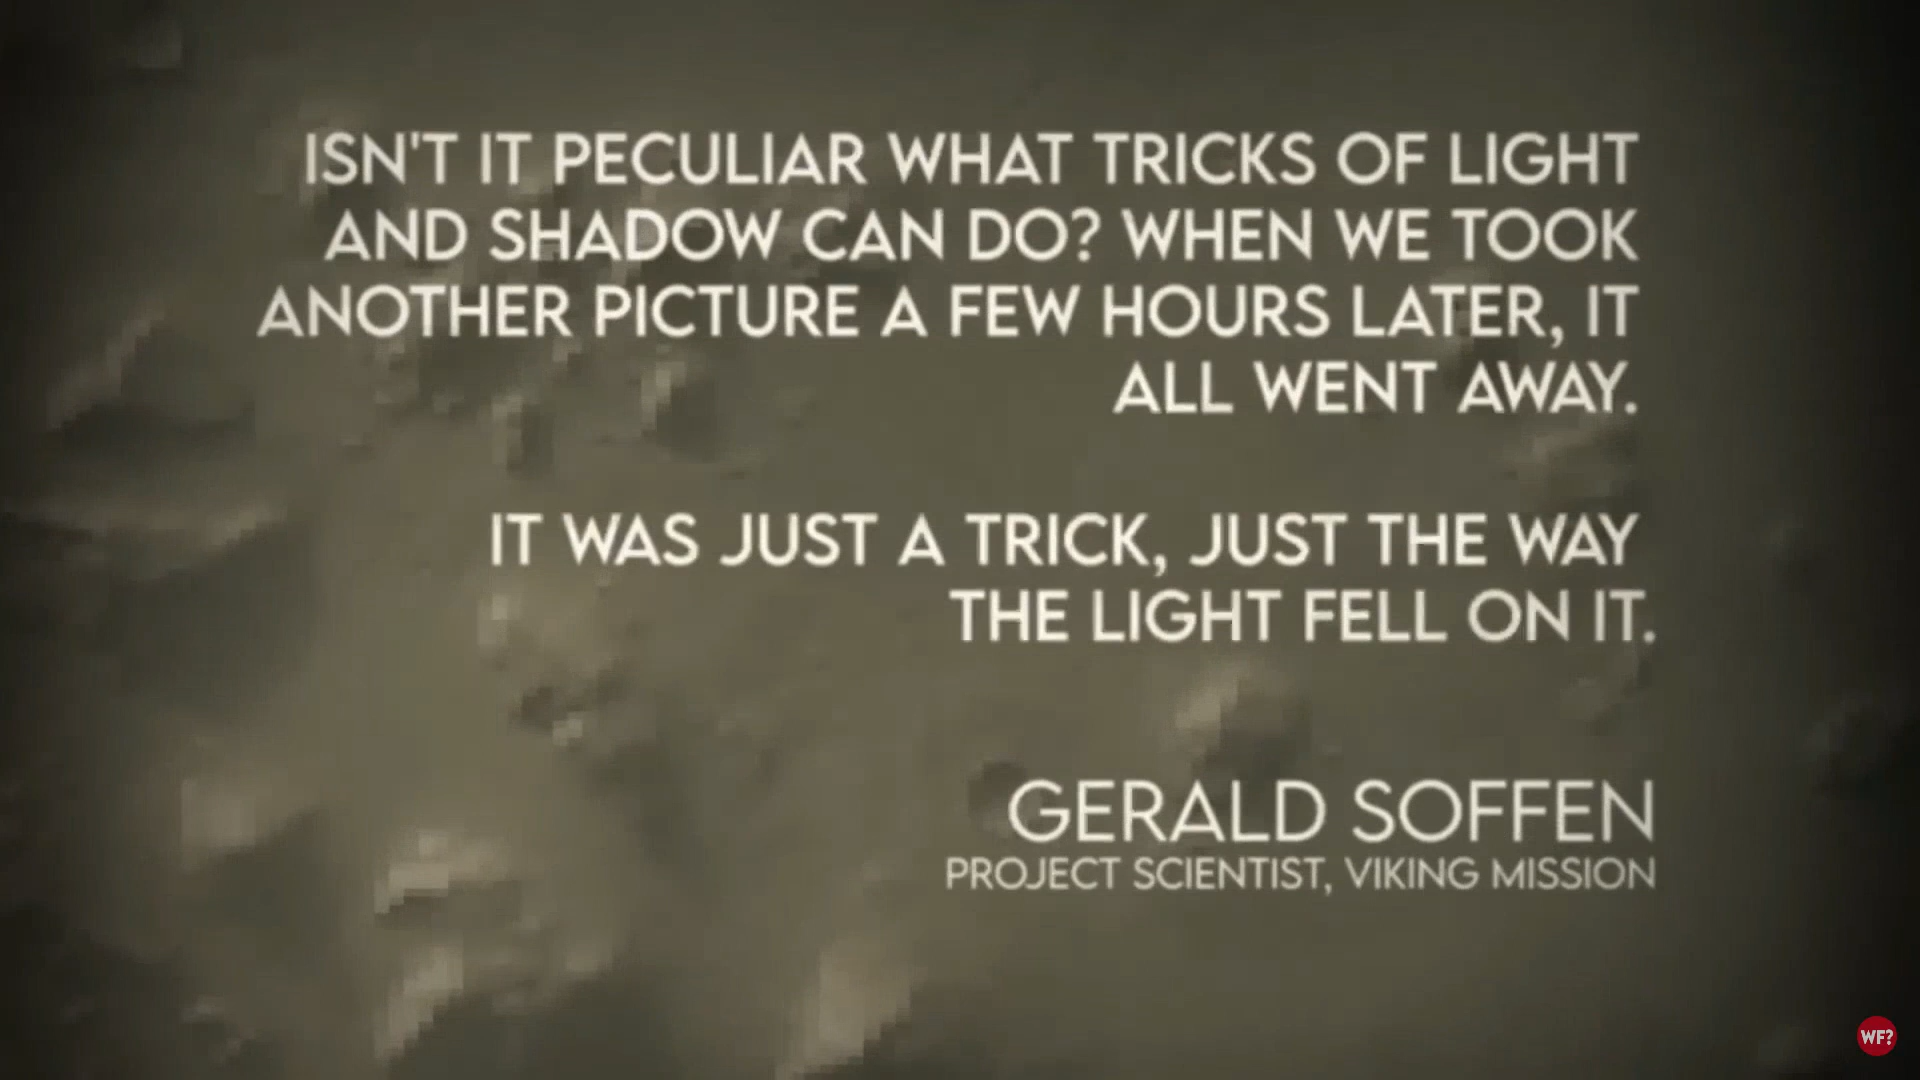 ISN'T IT PECULIAR WHAT TRICKS OF LIGHT
AND SHADOW CAN DO? WHEN WE TOOK
ANOTHER PICTURE A FEW HOURS LATER, IT
ALL WENT AWAY.
IT WAS JUST A TRICK, JUST THE WAY
THE LIGHT FELL ON IT.
GERALD SOFFEN
PROJECT SCIENTIST, VIKING MISSION
WF?